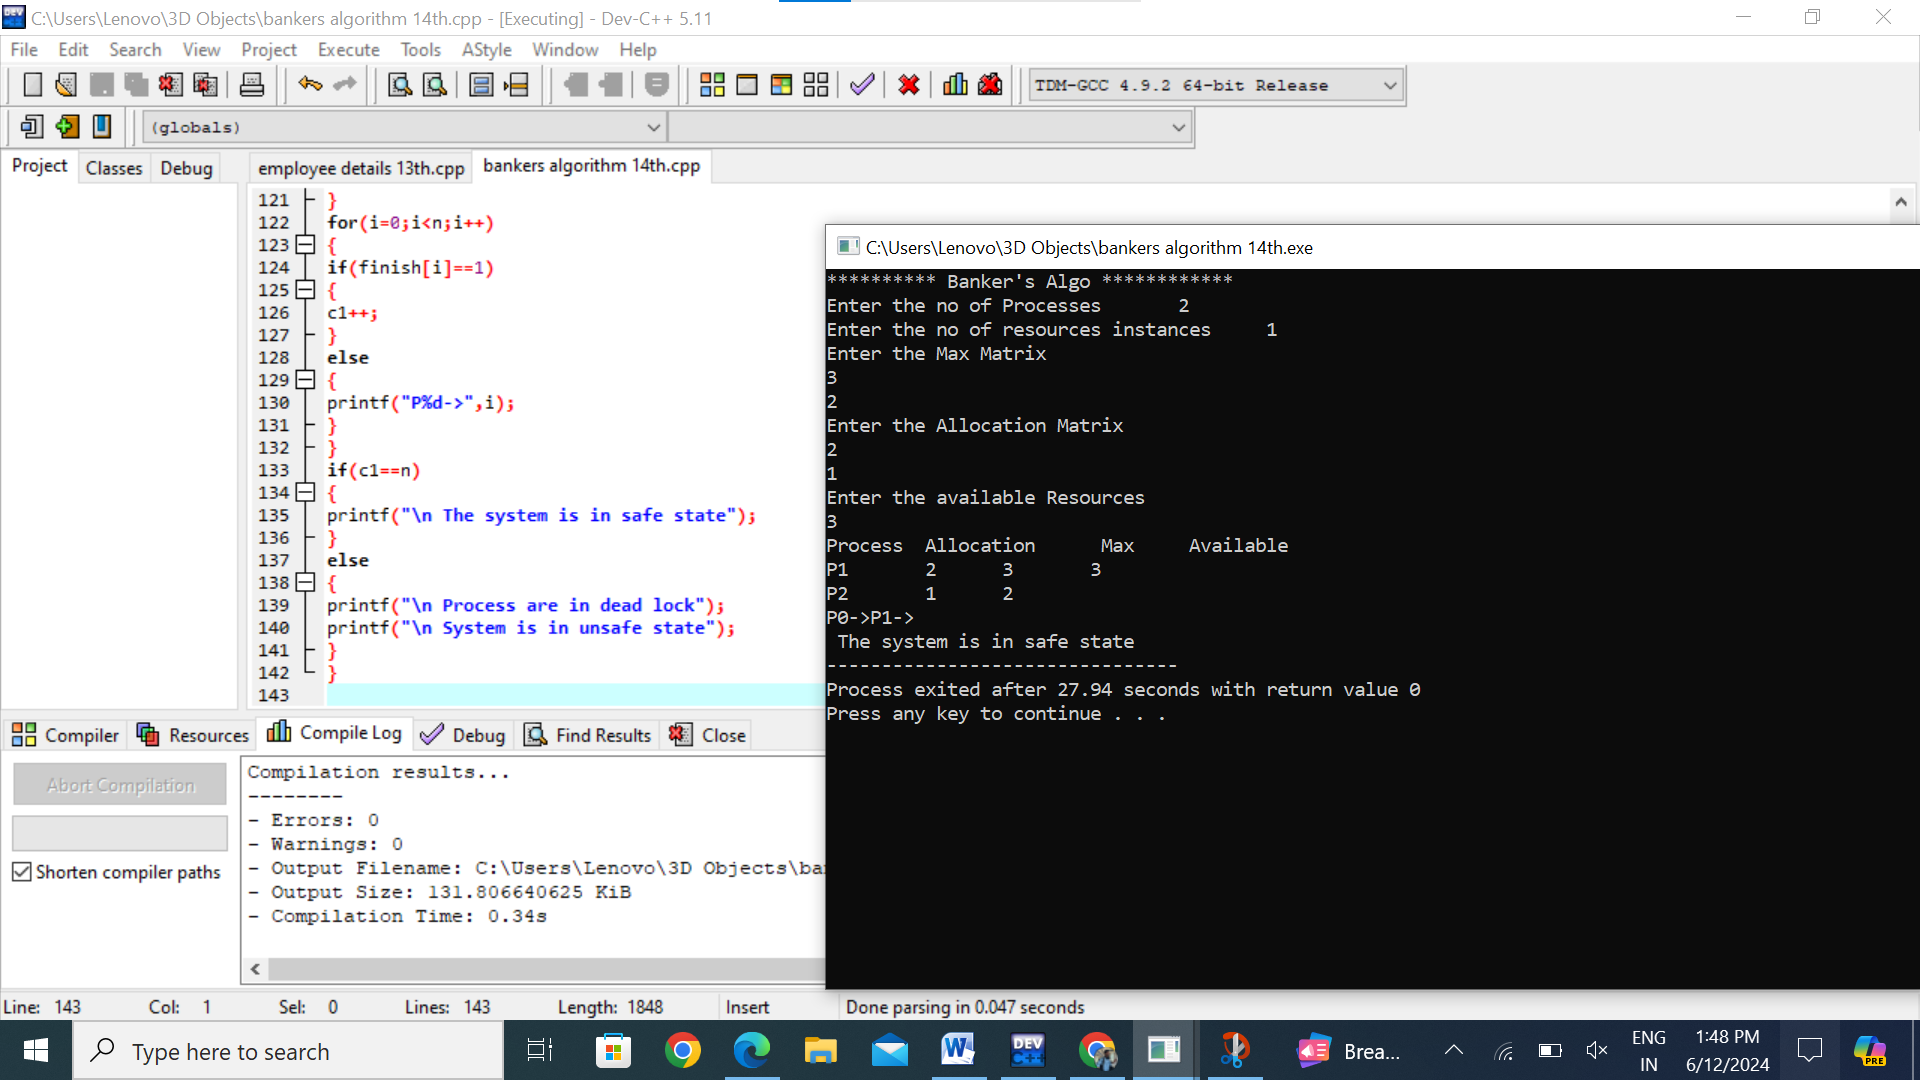 C:\Users\Lenovo\3D Objects\bankers algorithm 14th.cpp - [Executing] - Dev-C++ 5.11
File Edit Search View Project Execute Tools AStyle Window Help
TDM-GCC 4.9.2 64-bit Release
(globals)
Project Classes Debug
employee details 13th.cpp bankers algorithm 14th.cpp
121 }
122 for(i=0;i<n;i++)
123 {
124 if(finish[i]==1)
125 {
126 c1++;
127 }
128 else
129 {
130 printf("P%d->",i);
131 }
132 }
133 if(c1==n)
134 {
135 printf("\n The system is in safe state");
136 }
137 else
138 {
139 printf("\n Process are in dead lock");
140 printf("\n System is in unsafe state");
141 }
142 }
143
C:\Users\Lenovo\3D Objects\bankers algorithm 14th.exe
********** Banker's Algo ************
Enter the no of Processes 2
Enter the no of resources instances 1
Enter the Max Matrix
3
2
Enter the Allocation Matrix
2
1
Enter the available Resources
3
Process Allocation Max Available
P1 2 3 3
P2 1 2
P0->P1->
The system is in safe state
--------------------------------
Process exited after 27.94 seconds with return value 0
Press any key to continue . . .
Compiler Resources Compile Log Debug Find Results Close
Abort Compilation
Shorten compiler paths
Compilation results...
--------
- Errors: 0
- Warnings: 0
- Output Filename: C:\Users\Lenovo\3D Objects\ba
- Output Size: 131.806640625 KiB
- Compilation Time: 0.34s
Line: 143 Col: 1 Sel: 0 Lines: 143 Length: 1848 Insert Done parsing in 0.047 seconds
Type here to search
DEV
C++
Brea...
ENG
IN
1:48 PM
6/12/2024
PRE